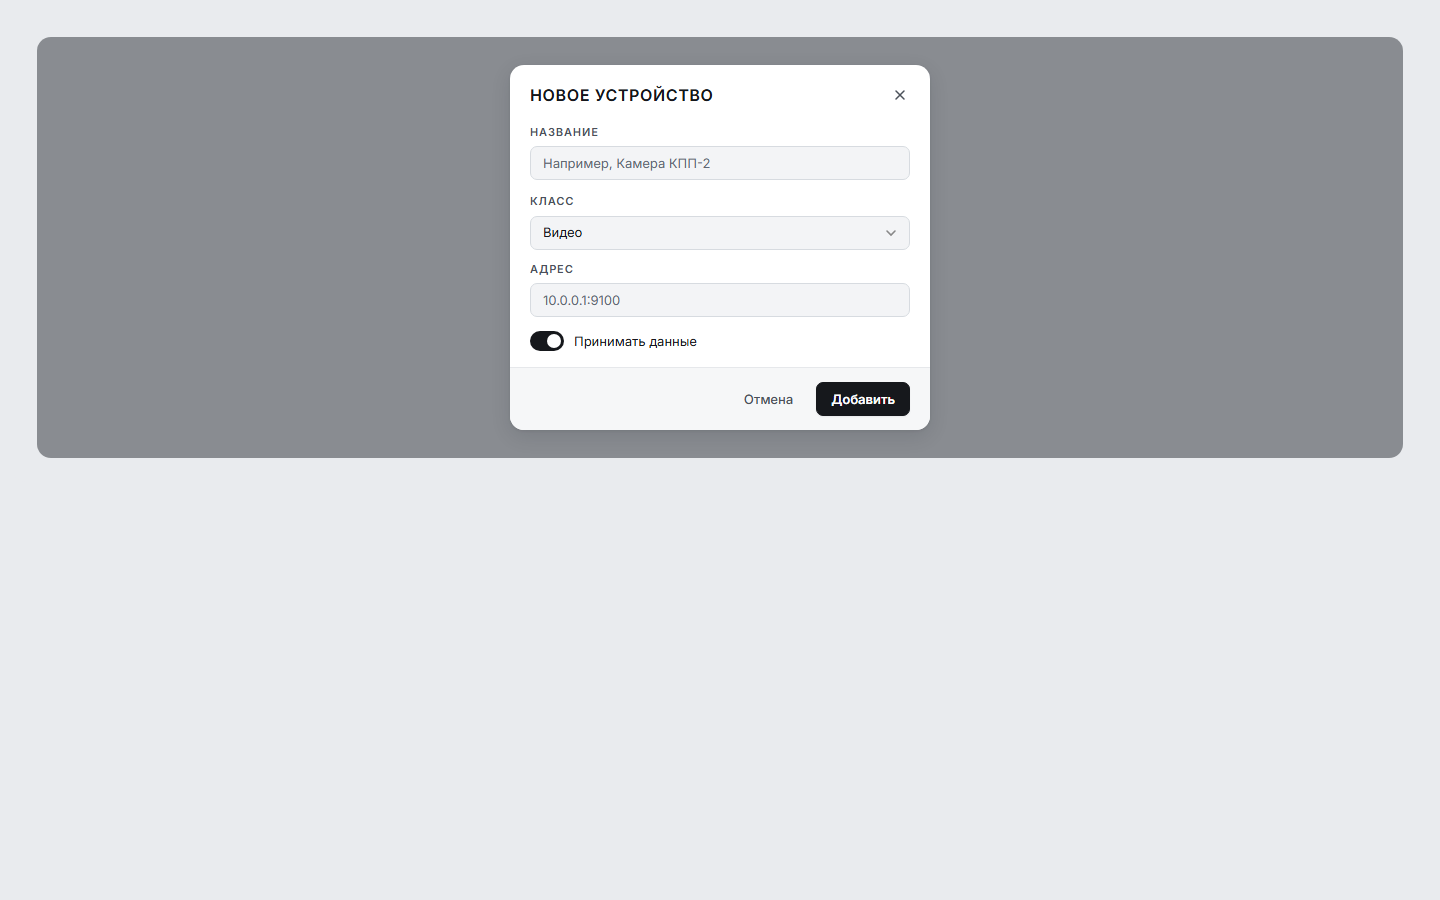 НОВОЕ УСТРОЙСТВО
НАЗВАНИЕ
Например, Камера КПП-2
КЛАСС
Видео
АДРЕС
10.0.0.1:9100
Принимать данные
Отмена
Добавить